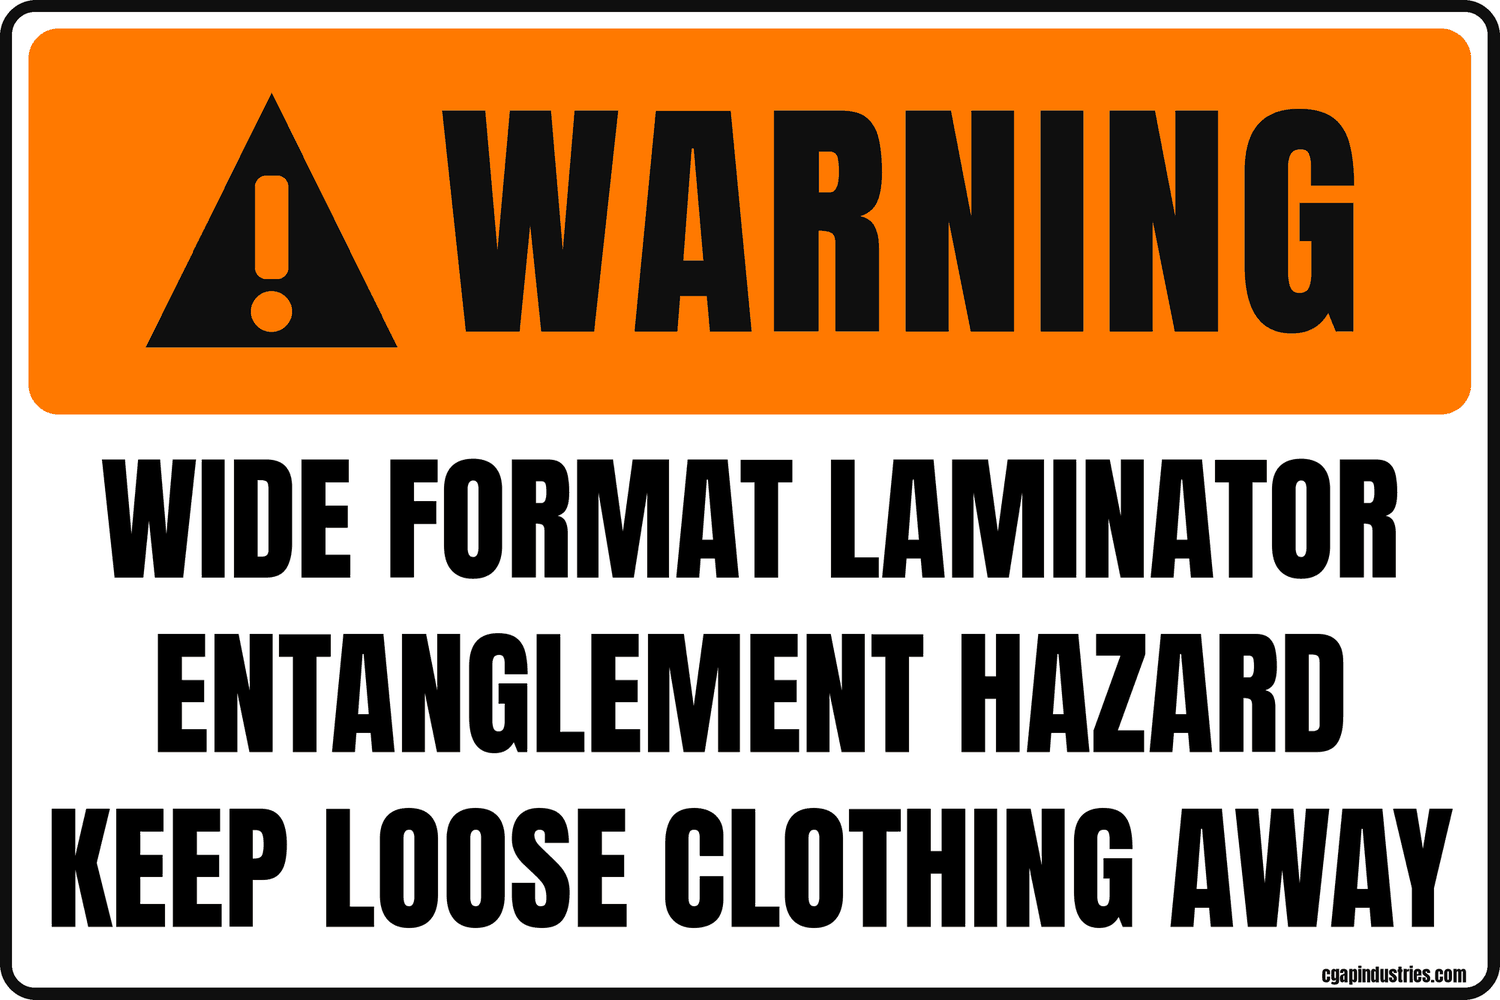 WARNING
WIDE FORMAT LAMINATOR
ENTANGLEMENT HAZARD
KEEP LOOSE CLOTHING AWAY
cgapindustries.com